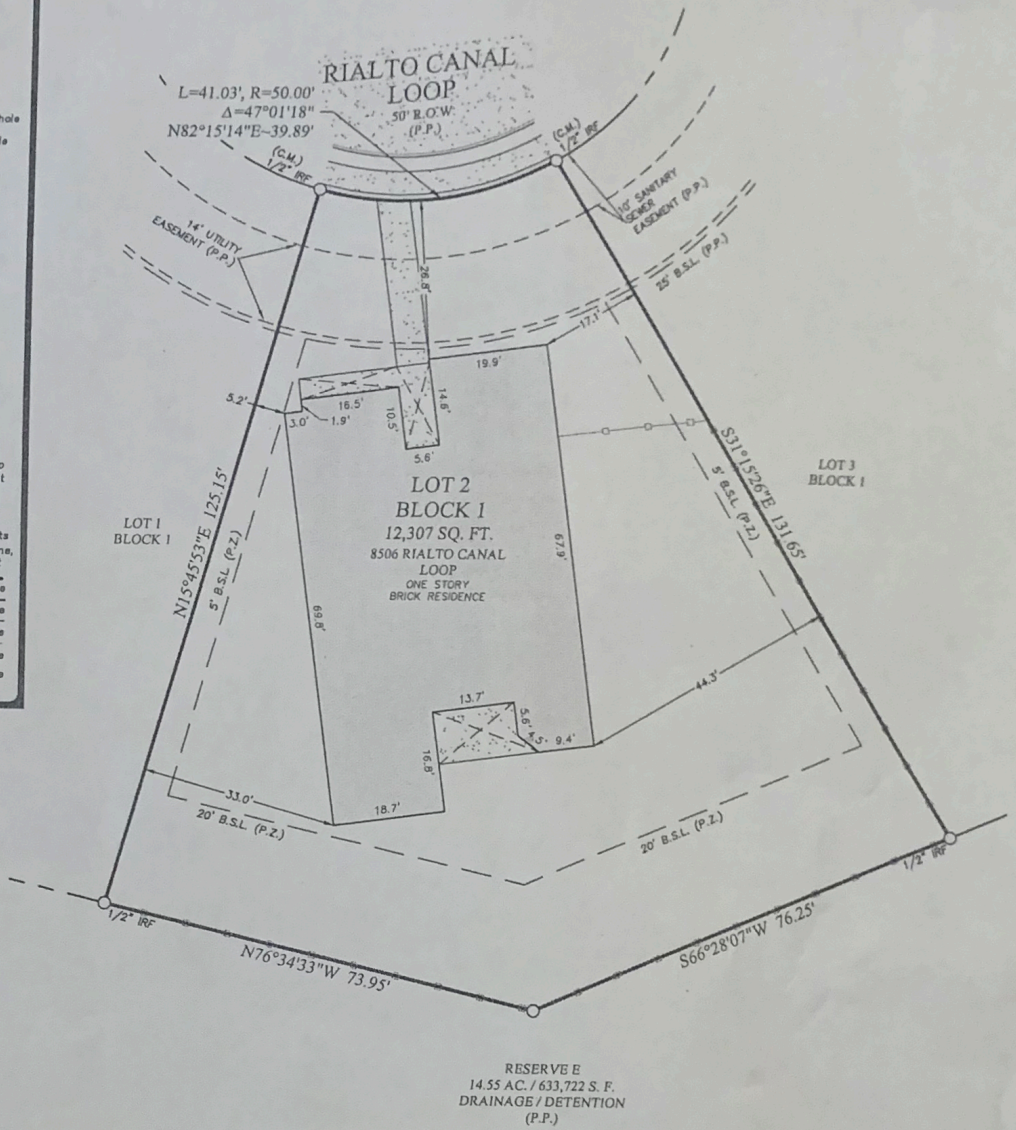 RIALTO CANAL
LOOP
50' R.O.W.
(P.P.)
L=41.03', R=50.00'
Δ=47°01'18"
N82°15'14"E~39.89'
(C.M.)
1/2" IRF
(C.M.)
1/2" IRF
10' SANITARY
SEWER
EASEMENT (P.P.)
14' UTILITY
EASEMENT (P.P.)
25' B.S.L. (P.P.)
26.8'
17.1'
19.9'
5.2'
16.5'
3.0'
1.9'
10.5'
14.6'
5.6'
LOT 2
BLOCK 1
12,307 SQ. FT.
8506 RIALTO CANAL
LOOP
ONE STORY
BRICK RESIDENCE
LOT 1
BLOCK 1
LOT 3
BLOCK 1
N15°45'53"E 125.15'
5' B.S.L. (P.Z.)
S31°15'26"E 131.65'
5' B.S.L. (P.Z.)
67.9'
69.8'
44.3'
13.7'
5.6'
4.5'
9.4'
16.8'
18.7'
33.0'
20' B.S.L. (P.Z.)
20' B.S.L. (P.Z.)
1/2" IRF
1/2" IRF
N76°34'33"W 73.95'
S66°28'07"W 76.25'
RESERVE E
14.55 AC. / 633,722 S. F.
DRAINAGE / DETENTION
(P.P.)